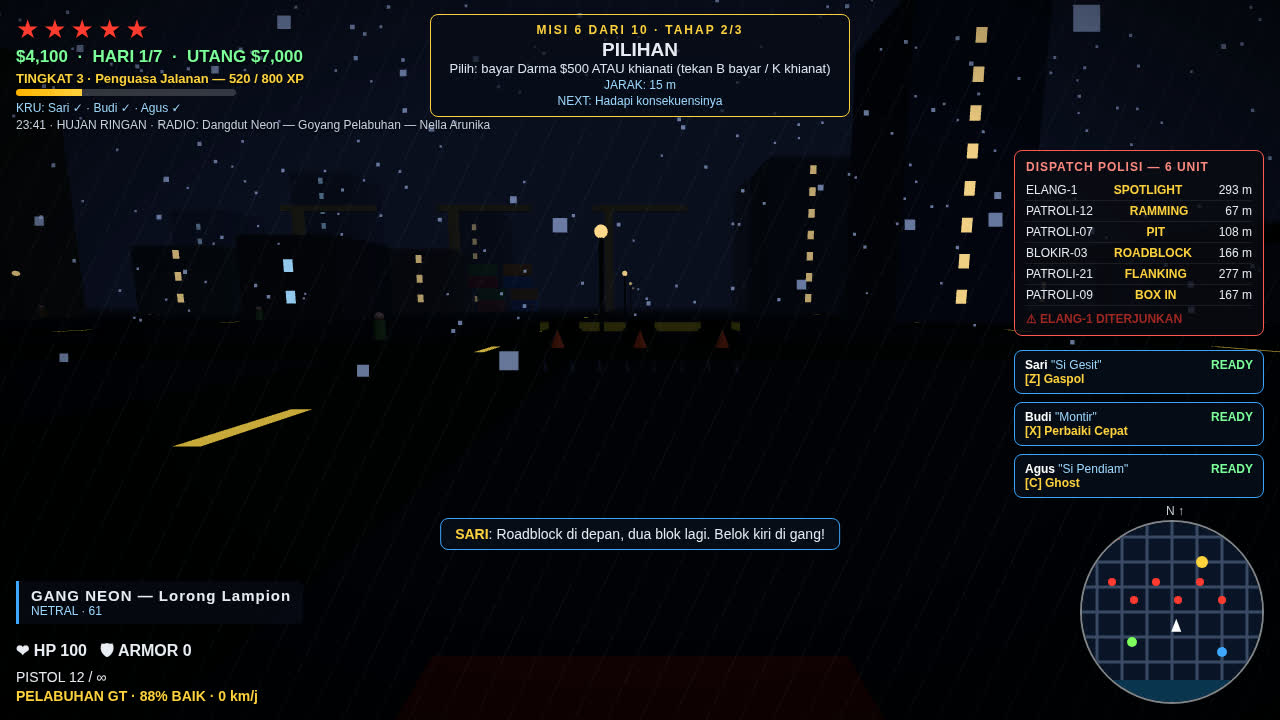 ★★★★★
$4,100 · HARI 1/7 · UTANG $7,000
TINGKAT 3 · Penguasa Jalanan — 520 / 800 XP
KRU: Sari ✓ · Budi ✓ · Agus ✓
23:41 · HUJAN RINGAN · RADIO: Dangdut Neon — Goyang Pelabuhan — Nella Arunika
MISI 6 DARI 10 · TAHAP 2/3
PILIHAN
Pilih: bayar Darma $500 ATAU khianati (tekan B bayar / K khianat)
JARAK: 15 m
NEXT: Hadapi konsekuensinya
DISPATCH POLISI — 6 UNIT
ELANG-1 SPOTLIGHT 293 m
PATROLI-12 RAMMING 67 m
PATROLI-07 PIT 108 m
BLOKIR-03 ROADBLOCK 166 m
PATROLI-21 FLANKING 277 m
PATROLI-09 BOX IN 167 m
⚠ ELANG-1 DITERJUNKAN
Sari "Si Gesit" READY
[Z] Gaspol
Budi "Montir" READY
[X] Perbaiki Cepat
Agus "Si Pendiam" READY
[C] Ghost
N ↑
SARI: Roadblock di depan, dua blok lagi. Belok kiri di gang!
GANG NEON — Lorong Lampion
NETRAL · 61
❤ HP 100 🛡 ARMOR 0
PISTOL 12 / ∞
PELABUHAN GT · 88% BAIK · 0 km/j